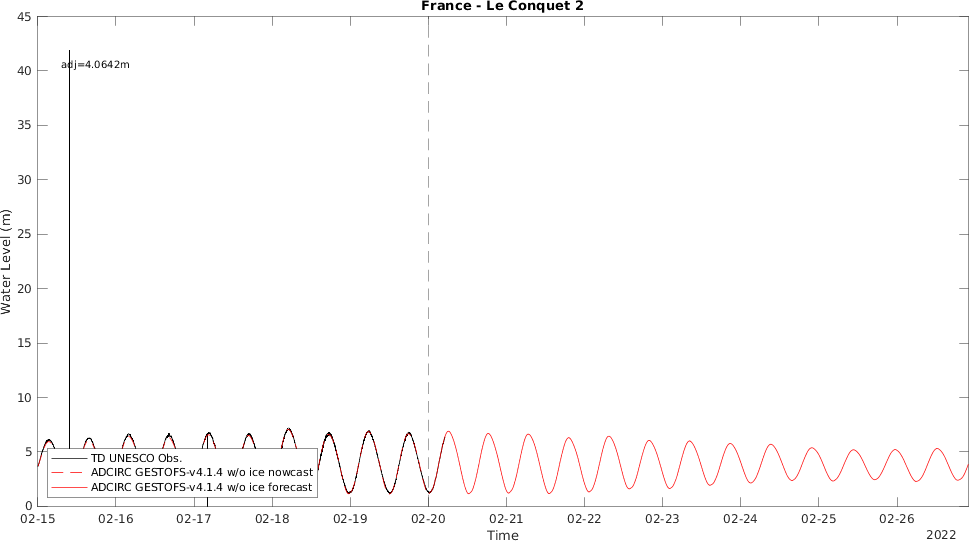 France - Le Conquet 2
45
40
35
30
25
20
15
10
5
0
Water Level (m)
adj=4.0642m
TD UNESCO Obs.
ADCIRC GESTOFS-v4.1.4 w/o ice nowcast
ADCIRC GESTOFS-v4.1.4 w/o ice forecast
02-15 02-16 02-17 02-18 02-19 02-20 02-21 02-22 02-23 02-24 02-25 02-26
Time
2022